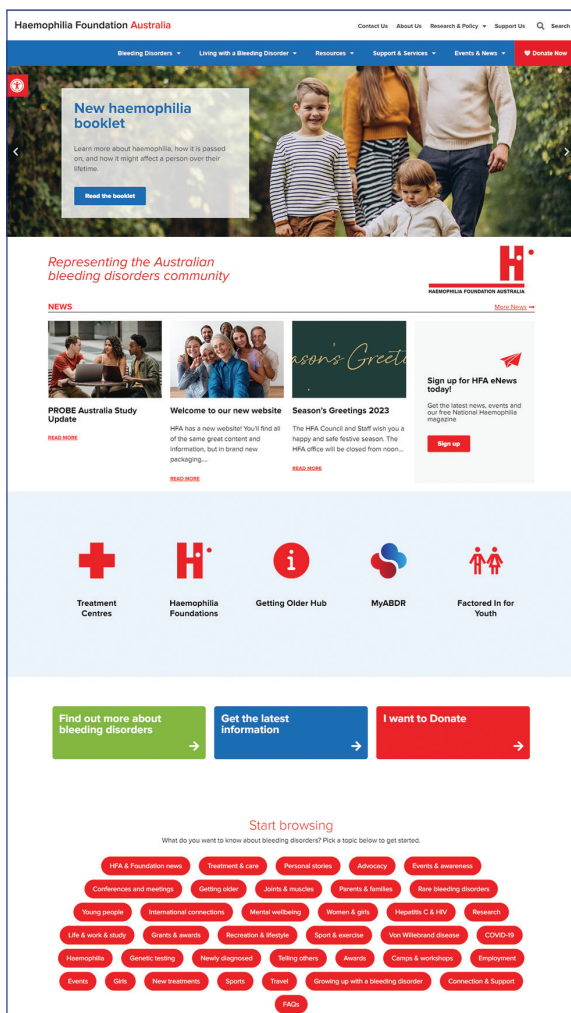 Haemophilia Foundation Australia
Contact Us About Us Research & Policy Support Us Search
Bleeding Disorders Living with a Bleeding Disorder Resources Support & Services Events & News Donate Now
New haemophilia
booklet
Learn more about haemophilia, how it is passed
on, and how it might affect a person over their
lifetime.
Read the booklet
Representing the Australian
bleeding disorders community
H
HAEMOPHILIA FOUNDATION AUSTRALIA
NEWS
More News
PROBE Australia Study
Update
READ MORE
Welcome to our new website
HFA has a new website! You'll find all
of the same great content and
information, but in brand new
packaging....
READ MORE
ason's Greeti
Season's Greetings 2023
The HFA Council and Staff wish you a
happy and safe festive season. The
HFA office will be closed from noon...
READ MORE
Sign up for HFA eNews
today!
Get the latest news, events and
our free National Haemophilia
magazine
Sign up
Treatment
Centres
H
Haemophilia
Foundations
i
Getting Older Hub
MyABDR
Factored In for
Youth
Find out more about
bleeding disorders
Get the latest
information
I want to Donate
Start browsing
What do you want to know about bleeding disorders? Pick a topic below to get started.
HFA & Foundation news Treatment & care Personal stories Advocacy Events & awareness
Conferences and meetings Getting older Joints & muscles Parents & families Rare bleeding disorders
Young people International connections Mental wellbeing Women & girls Hepatitis C & HIV Research
Life & work & study Grants & awards Recreation & lifestyle Sport & exercise Von Willebrand disease COVID-19
Haemophilia Genetic testing Newly diagnosed Telling others Awards Camps & workshops Employment
Events Girls New treatments Sports Travel Growing up with a bleeding disorder Connection & Support
FAQs